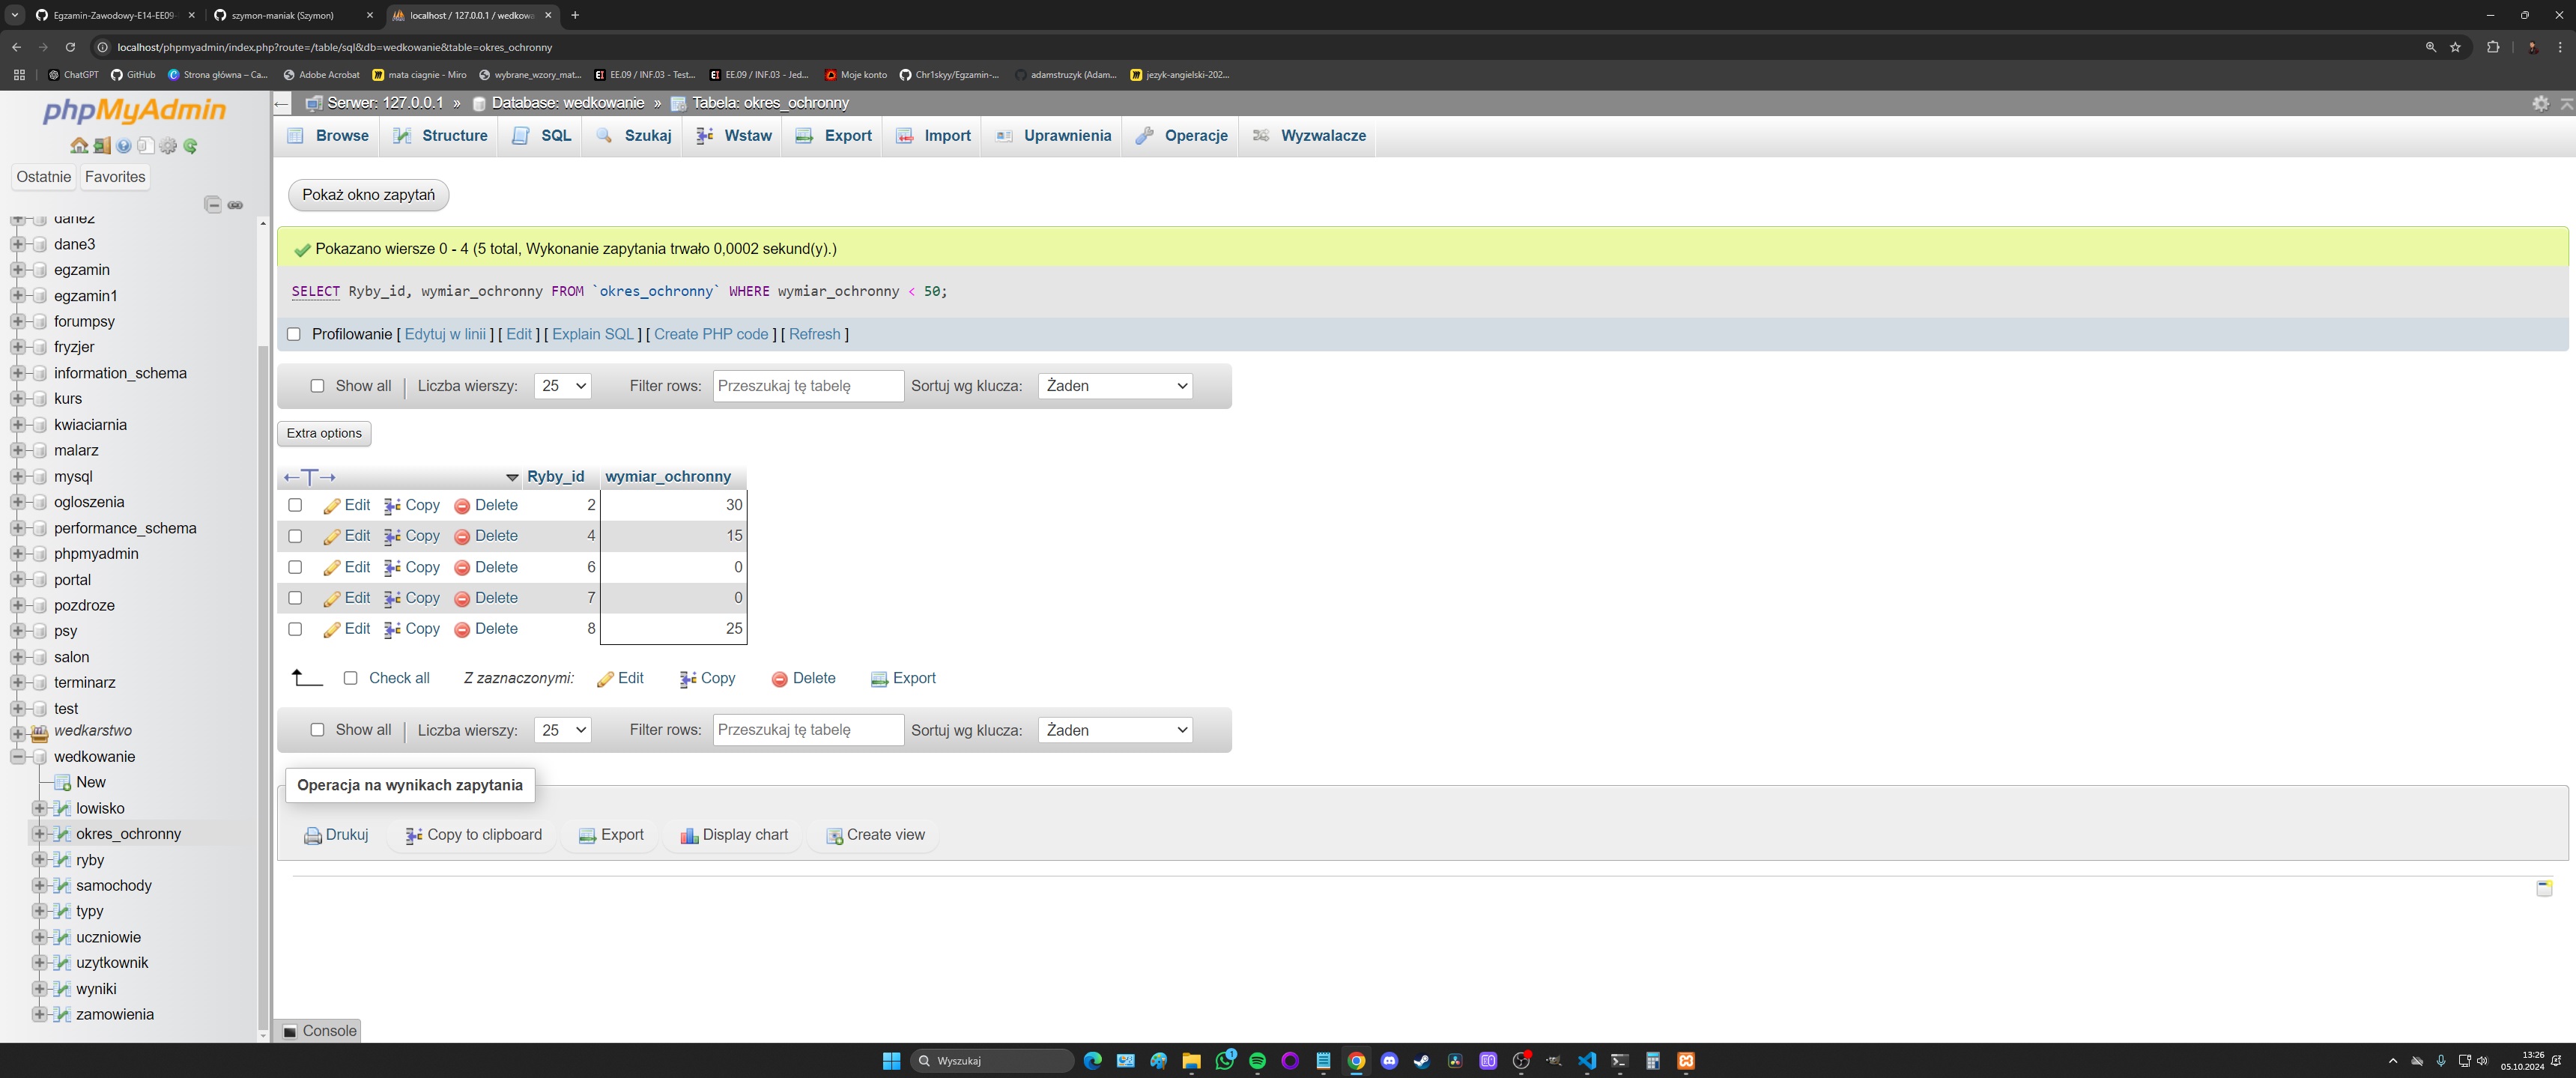 Egzamin-Zawodowy-E14-EE09-
szymon-maniak (Szymon)
localhost / 127.0.0.1 / wedkowa
localhost/phpmyadmin/index.php?route=/table/sql&db=wedkowanie&table=okres_ochronny
ChatGPT
GitHub
Strona główna – Ca...
Adobe Acrobat
mata ciagnie - Miro
wybrane_wzory_mat...
EE.09 / INF.03 - Test...
EE.09 / INF.03 - Jed...
Moje konto
Chr1skyy/Egzamin-...
adamstruzyk (Adam...
jezyk-angielski-202...
phpMyAdmin
Ostatnie Favorites
dane2
dane3
egzamin
egzamin1
forumpsy
fryzjer
information_schema
kurs
kwiaciarnia
malarz
mysql
ogloszenia
performance_schema
phpmyadmin
portal
pozdroze
psy
salon
terminarz
test
wedkarstwo
wedkowanie
New
lowisko
okres_ochronny
ryby
samochody
typy
uczniowie
uzytkownik
wyniki
zamowienia
Serwer: 127.0.0.1 » Database: wedkowanie » Tabela: okres_ochronny
Browse Structure SQL Szukaj Wstaw Export Import Uprawnienia Operacje Wyzwalacze
Pokaż okno zapytań
Pokazano wiersze 0 - 4 (5 total, Wykonanie zapytania trwało 0,0002 sekund(y).)
SELECT Ryby_id, wymiar_ochronny FROM `okres_ochronny` WHERE wymiar_ochronny < 50;
Profilowanie [ Edytuj w linii ] [ Edit ] [ Explain SQL ] [ Create PHP code ] [ Refresh ]
Show all | Liczba wierszy: 25 Filter rows: Przeszukaj tę tabelę Sortuj wg klucza: Żaden
Extra options
←T→ Ryby_id wymiar_ochronny
Edit Copy Delete 2 30
Edit Copy Delete 4 15
Edit Copy Delete 6 0
Edit Copy Delete 7 0
Edit Copy Delete 8 25
Check all Z zaznaczonymi: Edit Copy Delete Export
Show all | Liczba wierszy: 25 Filter rows: Przeszukaj tę tabelę Sortuj wg klucza: Żaden
Operacja na wynikach zapytania
Drukuj Copy to clipboard Export Display chart Create view
Console
Wyszukaj
13:26
05.10.2024